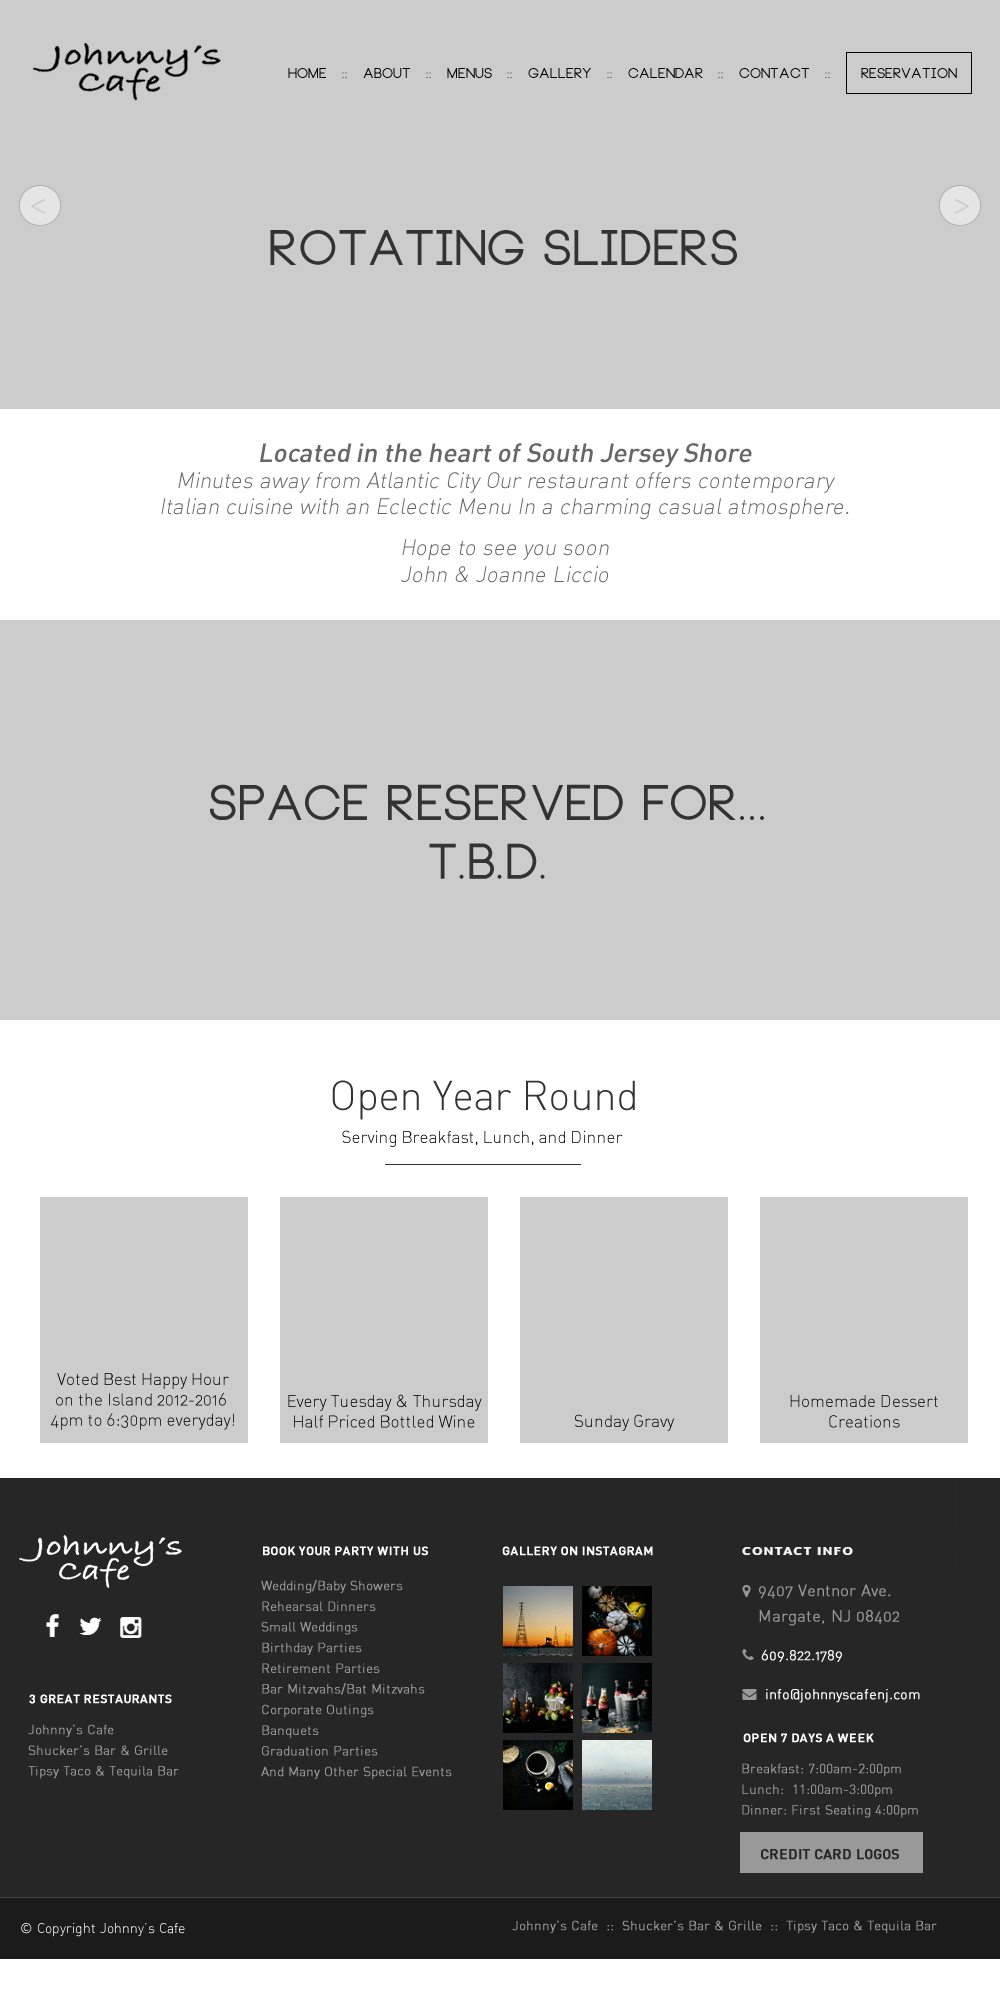 Johnny's
Cafe
HOME :: ABOUT :: MENUS :: GALLERY :: CALENDAR :: CONTACT :: RESERVATION
< >
ROTATING SLIDERS
Located in the heart of South Jersey Shore
Minutes away from Atlantic City Our restaurant offers contemporary
Italian cuisine with an Eclectic Menu In a charming casual atmosphere.
Hope to see you soon
John & Joanne Liccio
SPACE RESERVED FOR...
T.B.D.
Open Year Round
Serving Breakfast, Lunch, and Dinner
Voted Best Happy Hour
on the Island 2012-2016
4pm to 6:30pm everyday!
Every Tuesday & Thursday
Half Priced Bottled Wine
Sunday Gravy
Homemade Dessert
Creations
Johnny's
Cafe
3 GREAT RESTAURANTS
Johnny's Cafe
Shucker's Bar & Grille
Tipsy Taco & Tequila Bar
BOOK YOUR PARTY WITH US
Wedding/Baby Showers
Rehearsal Dinners
Small Weddings
Birthday Parties
Retirement Parties
Bar Mitzvahs/Bat Mitzvahs
Corporate Outings
Banquets
Graduation Parties
And Many Other Special Events
GALLERY ON INSTAGRAM
CONTACT INFO
9407 Ventnor Ave.
Margate, NJ 08402
609.822.1789
info@johnnyscafenj.com
OPEN 7 DAYS A WEEK
Breakfast: 7:00am-2:00pm
Lunch: 11:00am-3:00pm
Dinner: First Seating 4:00pm
CREDIT CARD LOGOS
© Copyright Johnny's Cafe
Johnny's Cafe :: Shucker's Bar & Grille :: Tipsy Taco & Tequila Bar